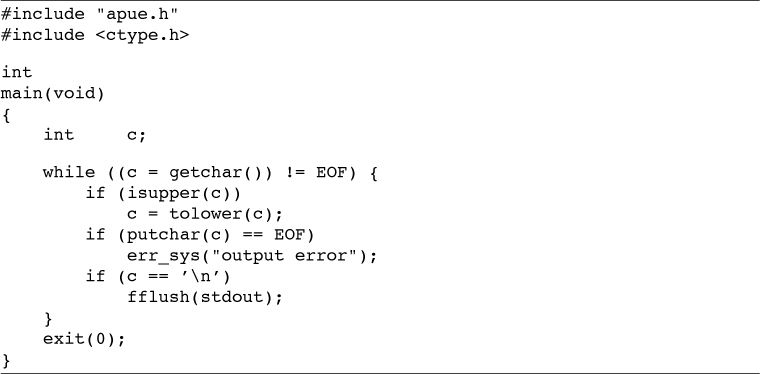 #include "apue.h"
#include <ctype.h>

int
main(void)
{
    int     c;

    while ((c = getchar()) != EOF) {
        if (isupper(c))
            c = tolower(c);
        if (putchar(c) == EOF)
            err_sys("output error");
        if (c == ’\n’)
            fflush(stdout);
    }
    exit(0);
}